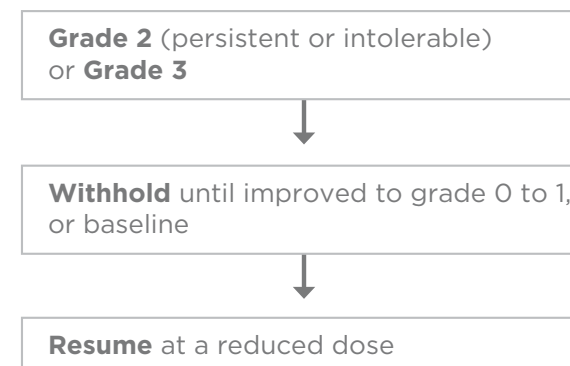 Grade 2 (persistent or intolerable)
or Grade 3
Withhold until improved to grade 0 to 1,
or baseline
Resume at a reduced dose